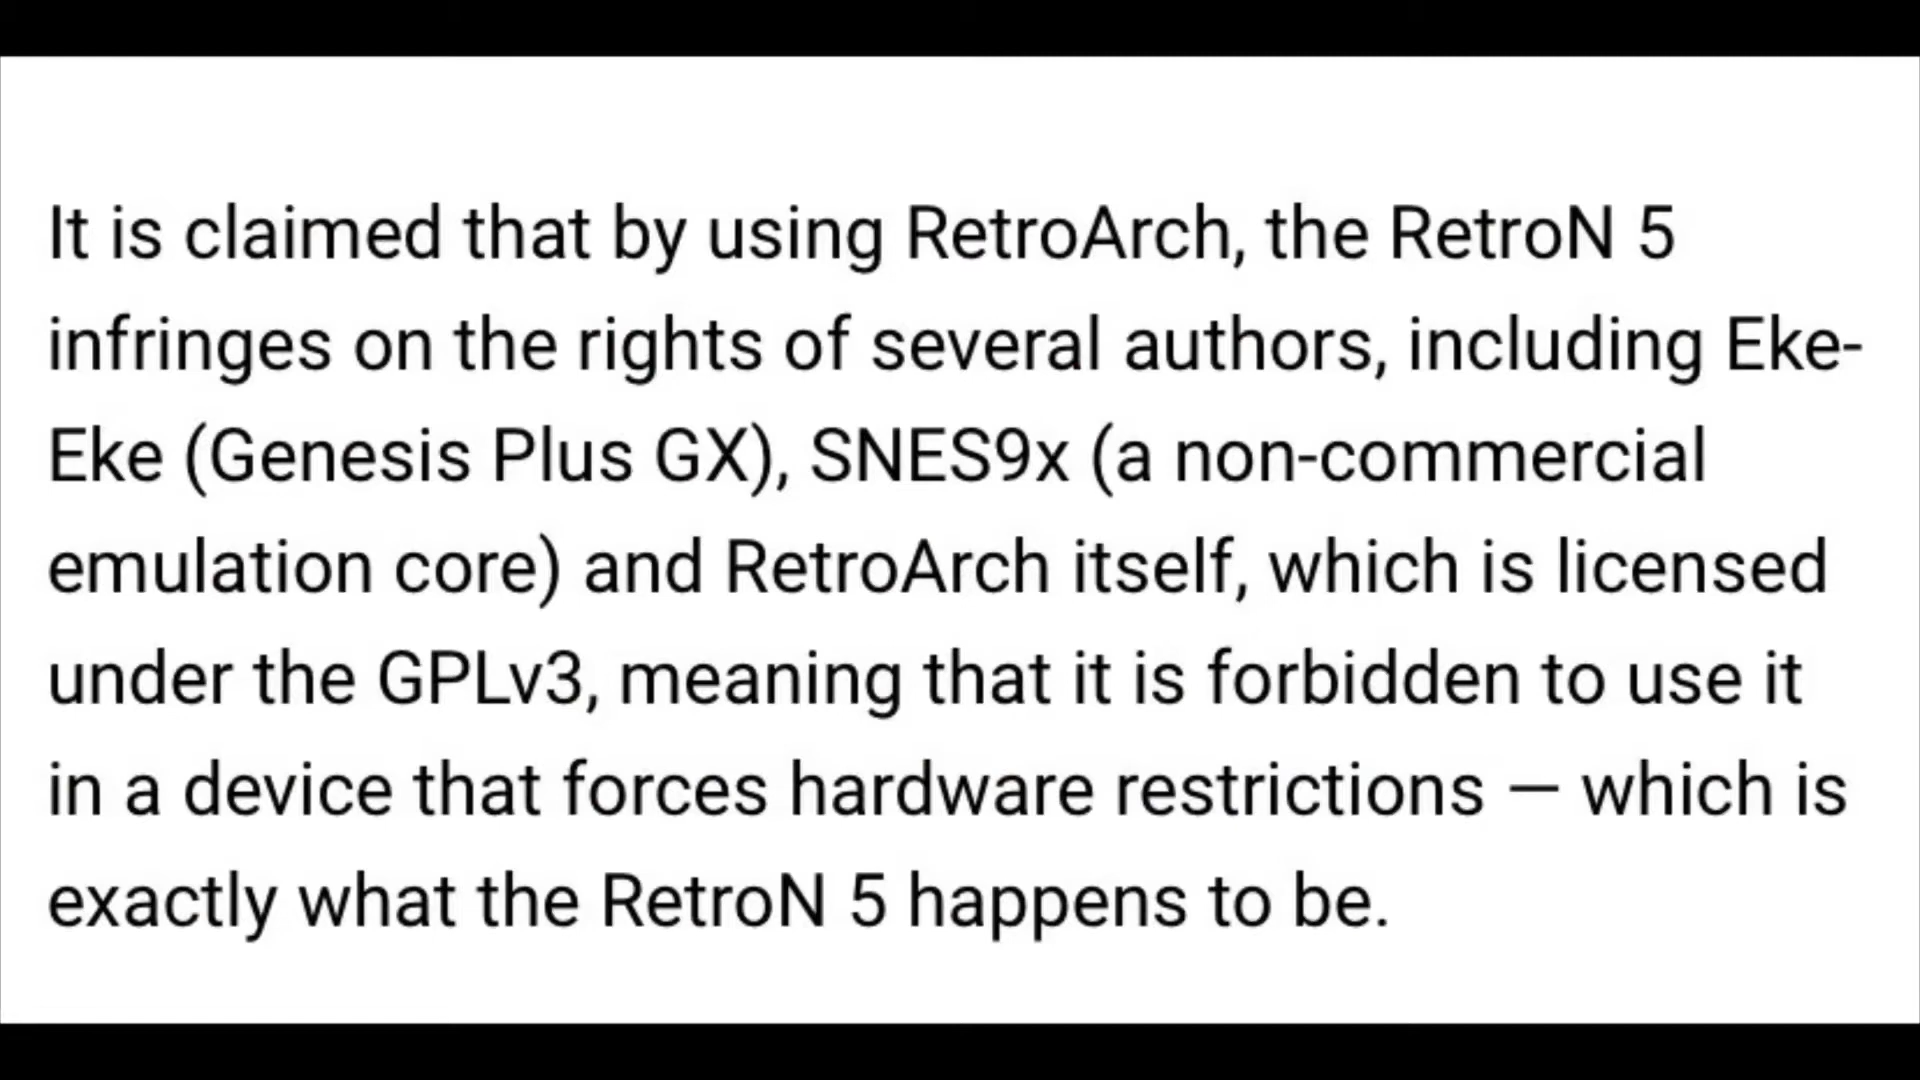 It is claimed that by using RetroArch, the RetroN 5
infringes on the rights of several authors, including Eke-
Eke (Genesis Plus GX), SNES9x (a non-commercial
emulation core) and RetroArch itself, which is licensed
under the GPLv3, meaning that it is forbidden to use it
in a device that forces hardware restrictions — which is
exactly what the RetroN 5 happens to be.